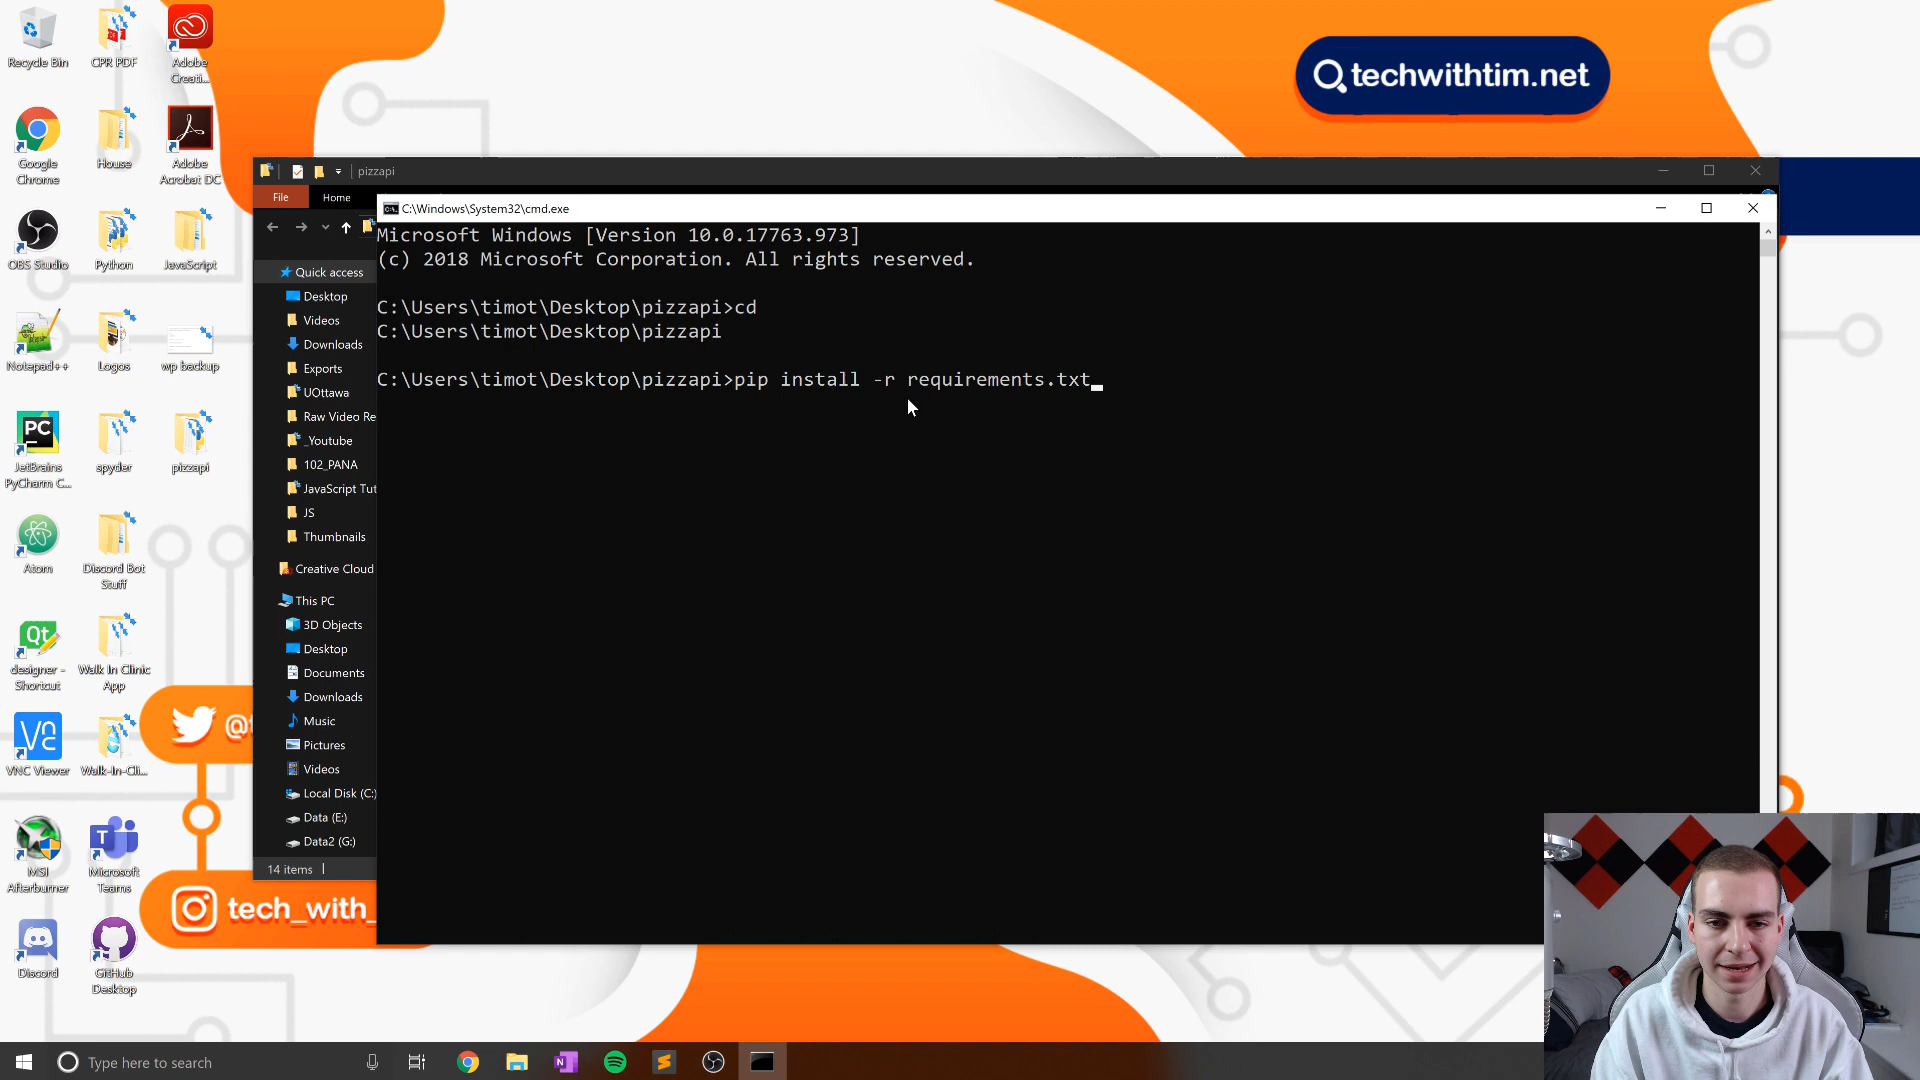 Recycle Bin
CPR PDF
Adobe
Creati...
Google
Chrome
House
Adobe
Acrobat DC
OBS Studio
Python
JavaScript
Notepad++
Logos
wp backup
JetBrains
PyCharm C...
spyder
pizzapi
Atom
Discord Bot
Stuff
designer -
Shortcut
Walk In Clinic
App
VNC Viewer
Walk-In-Cli...
MSI
Afterburner
Microsoft
Teams
Discord
GitHub
Desktop
techwithtim.net
pizzapi
File
Home
C:\Windows\System32\cmd.exe
Microsoft Windows [Version 10.0.17763.973]
(c) 2018 Microsoft Corporation. All rights reserved.
C:\Users\timot\Desktop\pizzapi>cd
C:\Users\timot\Desktop\pizzapi
C:\Users\timot\Desktop\pizzapi>pip install -r requirements.txt
Quick access
Desktop
Videos
Downloads
Exports
UOttawa
Raw Video Re
_Youtube
102_PANA
JavaScript Tut
JS
Thumbnails
Creative Cloud
This PC
3D Objects
Desktop
Documents
Downloads
Music
Pictures
Videos
Local Disk (C:)
Data (E:)
Data2 (G:)
14 items
tech_with_
Type here to search